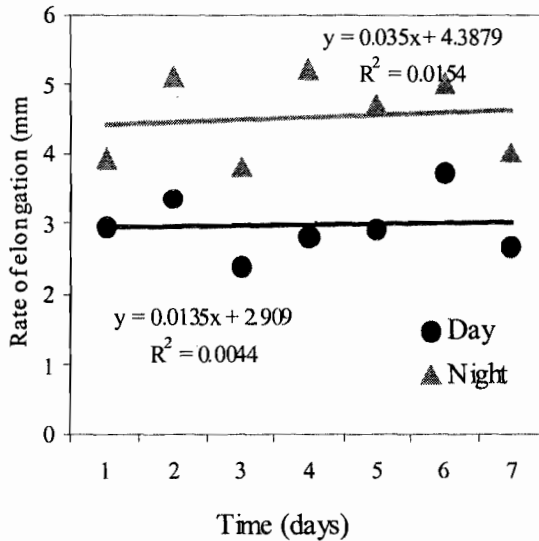 y = 0.035x + 4.3879
R² = 0.0154
6
5
4
3
2
1
0
Rate of elongation (mm
y = 0.0135x + 2.909
R² = 0.0044
Day
Night
1 2 3 4 5 6 7
Time (days)